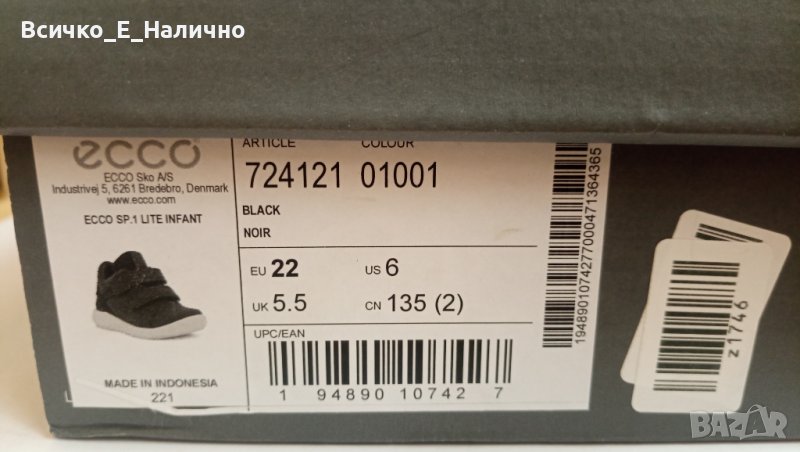 Всичко_Е_Налично
ecco
ECCO Sko A/S
Industrivej 5, 6261 Bredebro, Denmark
www.ecco.com
ECCO SP.1 LITE INFANT
MADE IN INDONESIA
221
ARTICLE COLOUR
724121 01001
BLACK
NOIR
EU 22 US 6
UK 5.5 CN 135 (2)
UPC/EAN
1 94890 10742 7
1948901074277000471364365
z1746
BAZAR